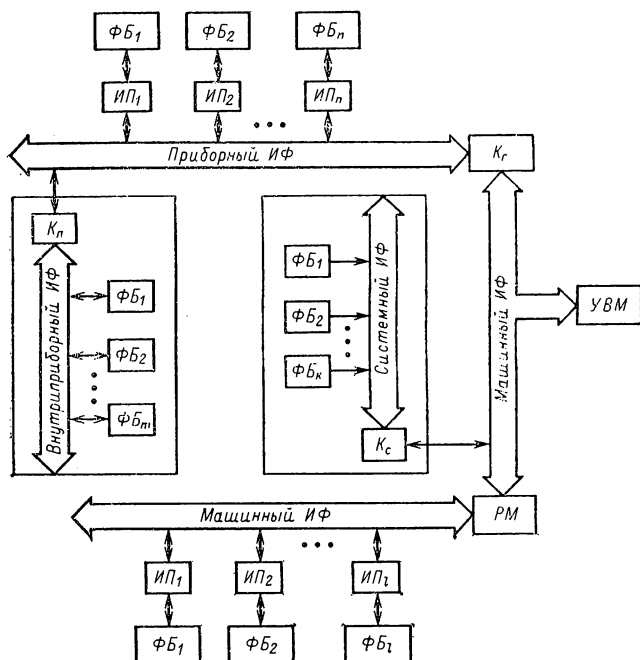 ФБ₁ ФБ₂ ФБₙ
ИП₁ ИП₂ ИПₙ
Приборный ИФ
Кг
Кп
Внутриприборный ИФ
ФБ₁
ФБ₂
ФБm
ФБ₁
ФБ₂
ФБк
Системный ИФ
Кс
Машинный ИФ
УВМ
Машинный ИФ
РМ
ИП₁ ИП₂ ИПl
ФБ₁ ФБ₂ ФБl